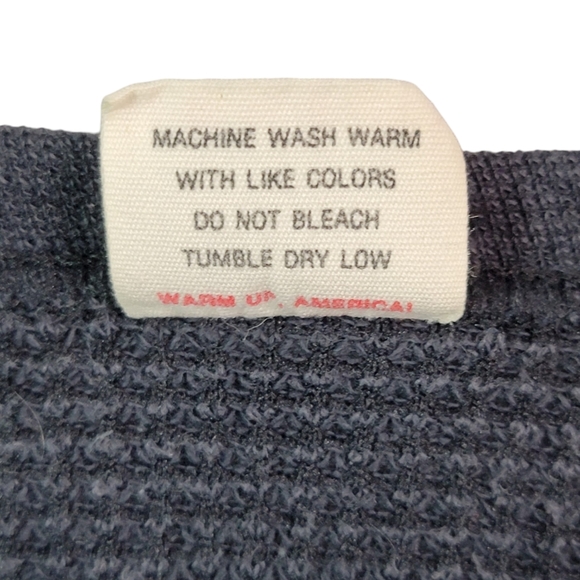 MACHINE WASH WARM
WITH LIKE COLORS
DO NOT BLEACH
TUMBLE DRY LOW
WARM UP, AMERICA!